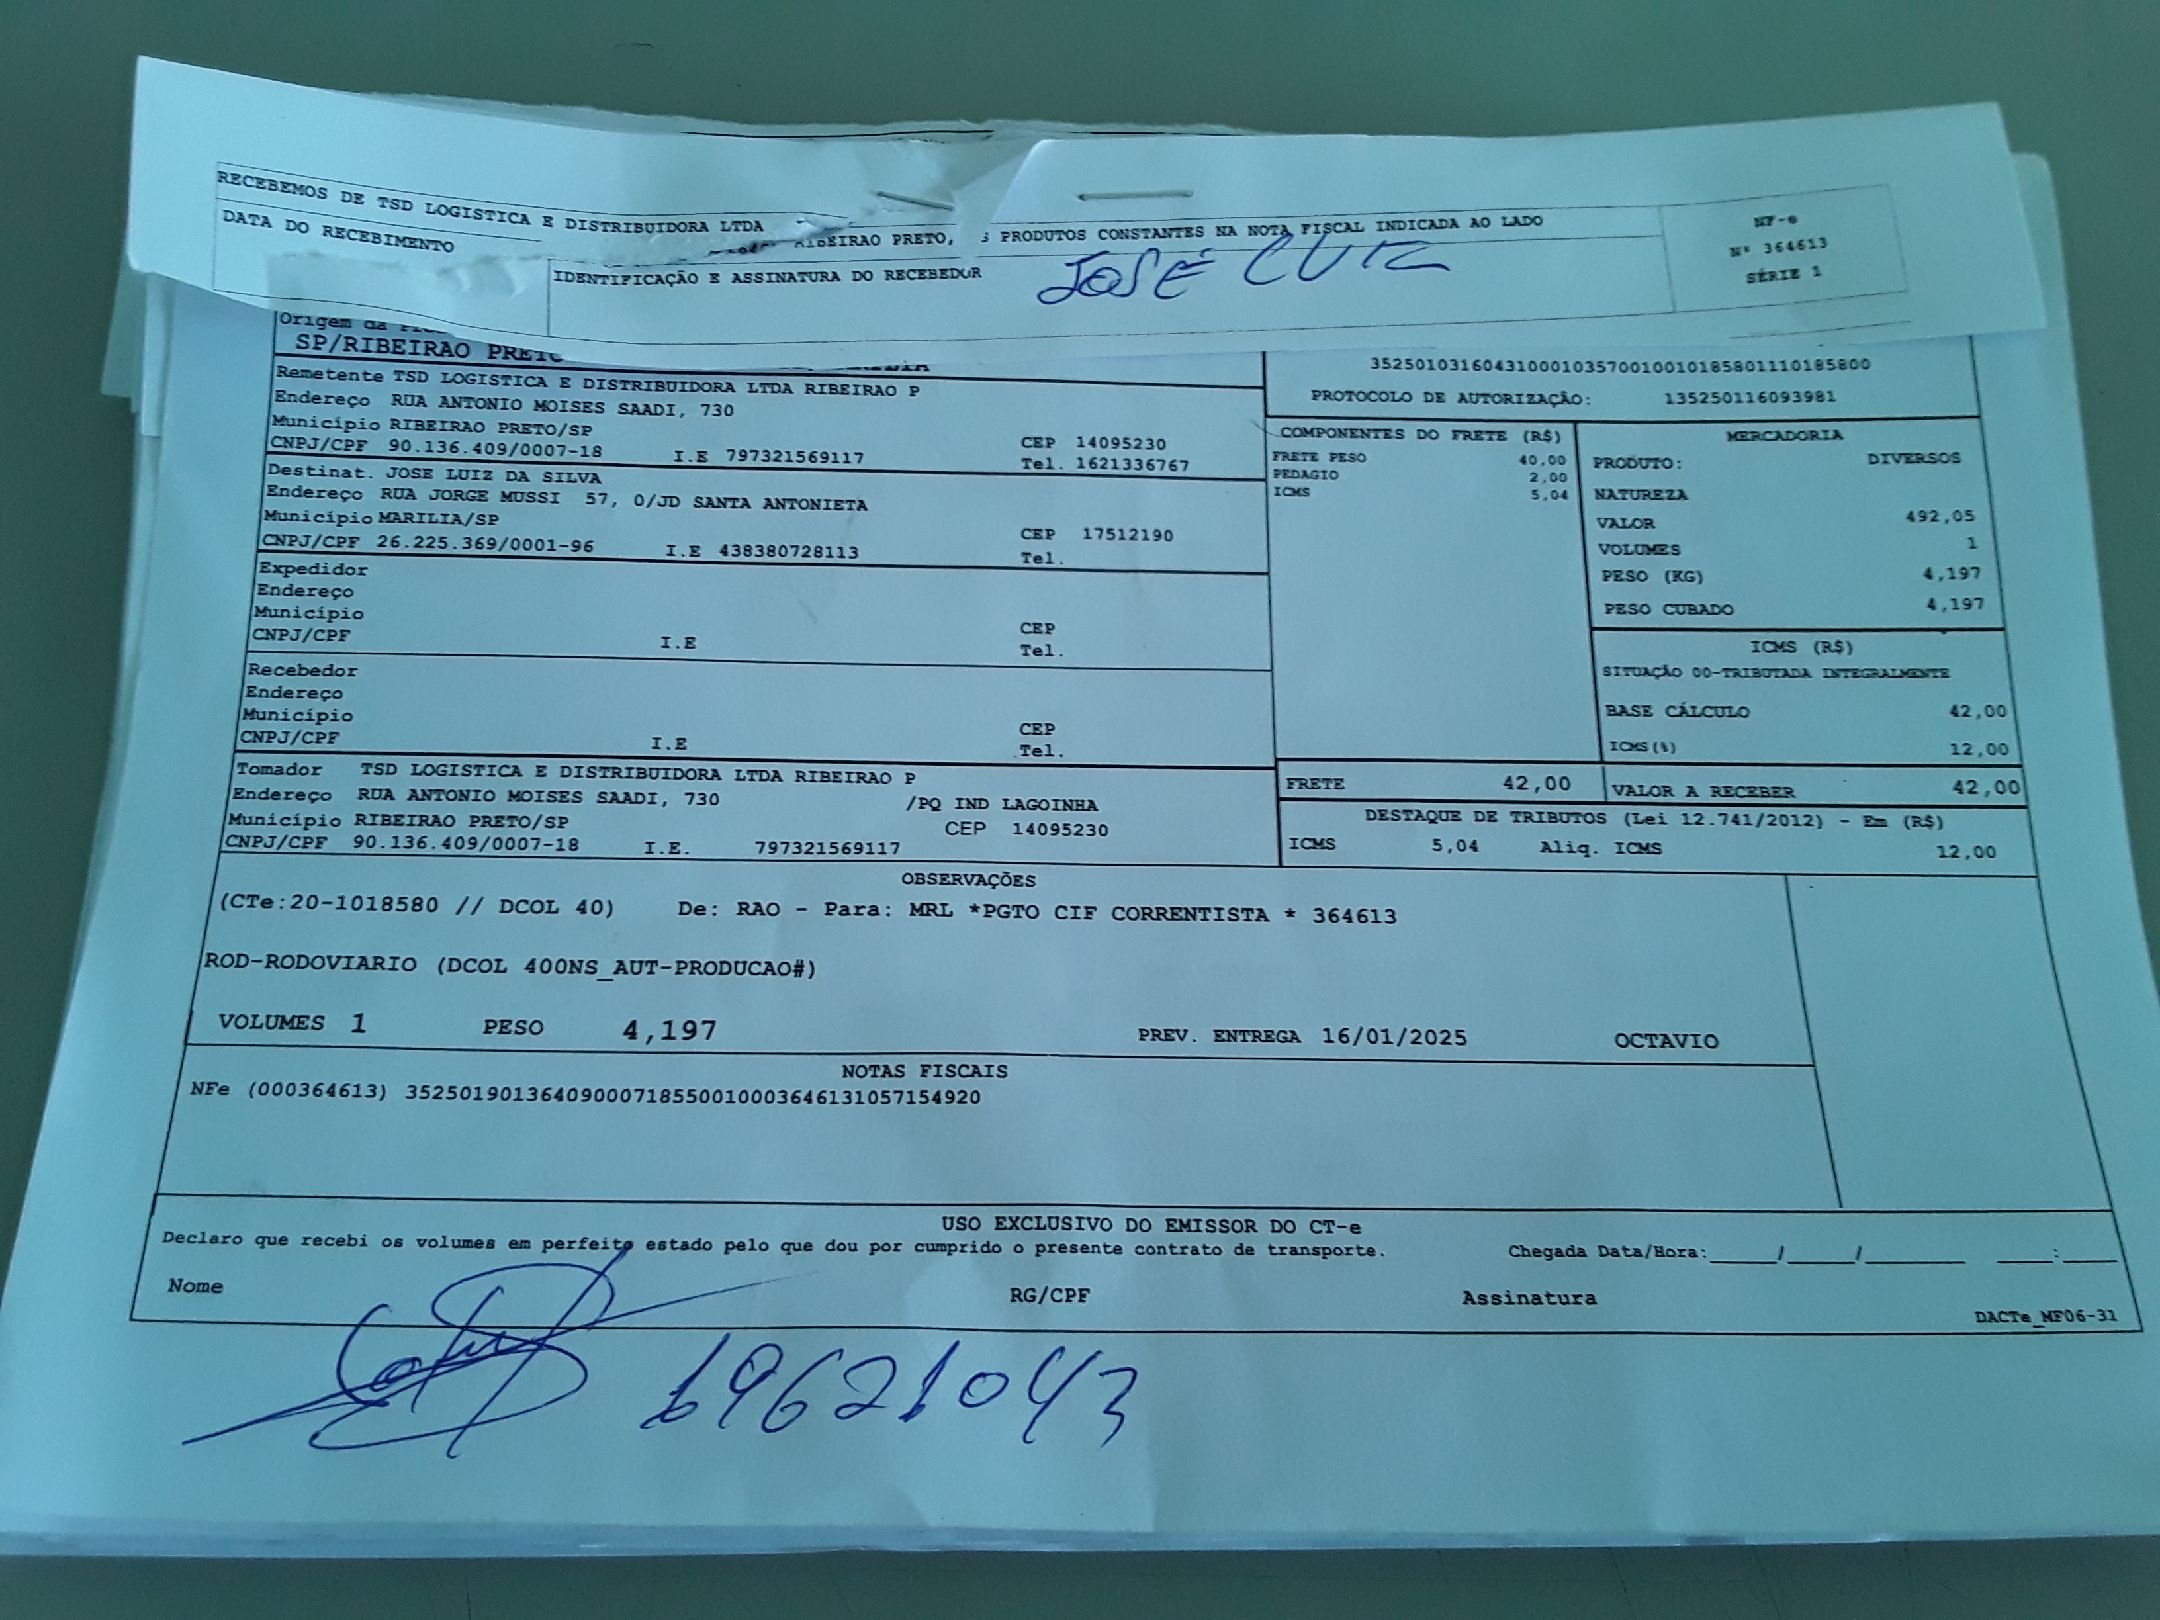 RECEBEMOS DE TSD LOGISTICA E DISTRIBUIDORA LTDA RIBEIRAO PRETO, S PRODUTOS CONSTANTES NA NOTA FISCAL INDICADA AO LADO
DATA DO RECEBIMENTO
IDENTIFICAÇÃO E ASSINATURA DO RECEBEDOR
JOSÉ LUIZ
NF-e
Nº 364613
SÉRIE 1
Origem da
SP/RIBEIRAO PRETO
35250103160431000103570010010185801110185800
PROTOCOLO DE AUTORIZAÇÃO: 135250116093981
Remetente TSD LOGISTICA E DISTRIBUIDORA LTDA RIBEIRAO P
Endereço RUA ANTONIO MOISES SAADI, 730
Município RIBEIRAO PRETO/SP CEP 14095230
CNPJ/CPF 90.136.409/0007-18 I.E 797321569117 Tel. 1621336767
Destinat. JOSE LUIZ DA SILVA
Endereço RUA JORGE MUSSI 57, 0/JD SANTA ANTONIETA
Município MARILIA/SP CEP 17512190
CNPJ/CPF 26.225.369/0001-96 I.E 438380728113 Tel.
Expedidor
Endereço
Município CEP
CNPJ/CPF I.E Tel.
Recebedor
Endereço
Município CEP
CNPJ/CPF I.E Tel.
Tomador TSD LOGISTICA E DISTRIBUIDORA LTDA RIBEIRAO P
Endereço RUA ANTONIO MOISES SAADI, 730 /PQ IND LAGOINHA
Município RIBEIRAO PRETO/SP CEP 14095230
CNPJ/CPF 90.136.409/0007-18 I.E. 797321569117
COMPONENTES DO FRETE (R$)
FRETE PESO 40,00
PEDAGIO 2,00
ICMS 5,04
MERCADORIA
PRODUTO: DIVERSOS
NATUREZA
VALOR 492,05
VOLUMES 1
PESO (KG) 4,197
PESO CUBADO 4,197
ICMS (R$)
SITUAÇÃO 00-TRIBUTADA INTEGRALMENTE
BASE CÁLCULO 42,00
ICMS(%) 12,00
FRETE 42,00 VALOR A RECEBER 42,00
DESTAQUE DE TRIBUTOS (Lei 12.741/2012) - Em (R$)
ICMS 5,04 Aliq. ICMS 12,00
OBSERVAÇÕES
(CTe:20-1018580 // DCOL 40) De: RAO - Para: MRL *PGTO CIF CORRENTISTA * 364613
ROD-RODOVIARIO (DCOL 400NS_AUT-PRODUCAO#)
VOLUMES 1 PESO 4,197 PREV. ENTREGA 16/01/2025 OCTAVIO
NOTAS FISCAIS
NFe (000364613) 35250190136409000718550010003646131057154920
USO EXCLUSIVO DO EMISSOR DO CT-e
Declaro que recebi os volumes em perfeito estado pelo que dou por cumprido o presente contrato de transporte. Chegada Data/Hora:_____/_____/_______ ____:____
Nome RG/CPF Assinatura
DACTe_MF06-31
19621043